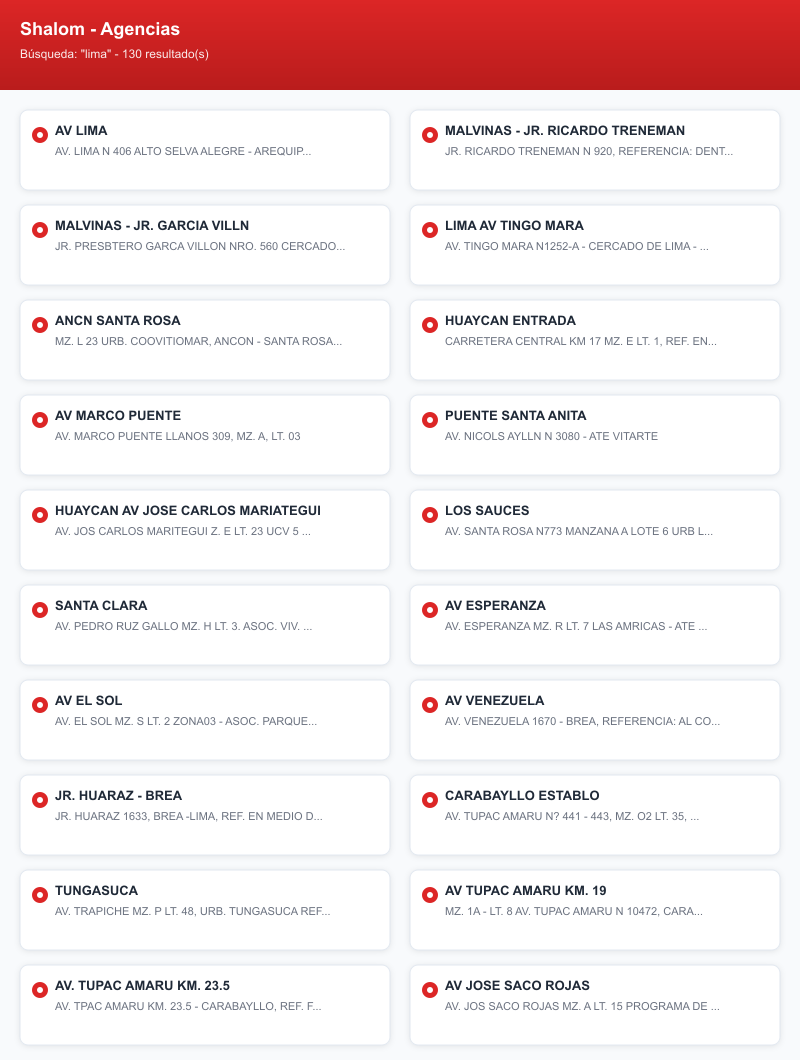 Shalom - Agencias
Búsqueda: "lima" - 130 resultado(s)
AV LIMA
AV. LIMA N 406 ALTO SELVA ALEGRE - AREQUIP...
MALVINAS - JR. RICARDO TRENEMAN
JR. RICARDO TRENEMAN N 920, REFERENCIA: DENT...
MALVINAS - JR. GARCIA VILLN
JR. PRESBTERO GARCA VILLON NRO. 560 CERCADO...
LIMA AV TINGO MARA
AV. TINGO MARA N1252-A - CERCADO DE LIMA - ...
ANCN SANTA ROSA
MZ. L 23 URB. COOVITIOMAR, ANCON - SANTA ROSA...
HUAYCAN ENTRADA
CARRETERA CENTRAL KM 17 MZ. E LT. 1, REF. EN...
AV MARCO PUENTE
AV. MARCO PUENTE LLANOS 309, MZ. A, LT. 03
PUENTE SANTA ANITA
AV. NICOLS AYLLN N 3080 - ATE VITARTE
HUAYCAN AV JOSE CARLOS MARIATEGUI
AV. JOS CARLOS MARITEGUI Z. E LT. 23 UCV 5 ...
LOS SAUCES
AV. SANTA ROSA N773 MANZANA A LOTE 6 URB L...
SANTA CLARA
AV. PEDRO RUZ GALLO MZ. H LT. 3. ASOC. VIV. ...
AV ESPERANZA
AV. ESPERANZA MZ. R LT. 7 LAS AMRICAS - ATE ...
AV EL SOL
AV. EL SOL MZ. S LT. 2 ZONA03 - ASOC. PARQUE...
AV VENEZUELA
AV. VENEZUELA 1670 - BREA, REFERENCIA: AL CO...
JR. HUARAZ - BREA
JR. HUARAZ 1633, BREA -LIMA, REF. EN MEDIO D...
CARABAYLLO ESTABLO
AV. TUPAC AMARU N? 441 - 443, MZ. O2 LT. 35, ...
TUNGASUCA
AV. TRAPICHE MZ. P LT. 48, URB. TUNGASUCA REF...
AV TUPAC AMARU KM. 19
MZ. 1A - LT. 8 AV. TUPAC AMARU N 10472, CARA...
AV. TUPAC AMARU KM. 23.5
AV. TPAC AMARU KM. 23.5 - CARABAYLLO, REF. F...
AV JOSE SACO ROJAS
AV. JOS SACO ROJAS MZ. A LT. 15 PROGRAMA DE ...